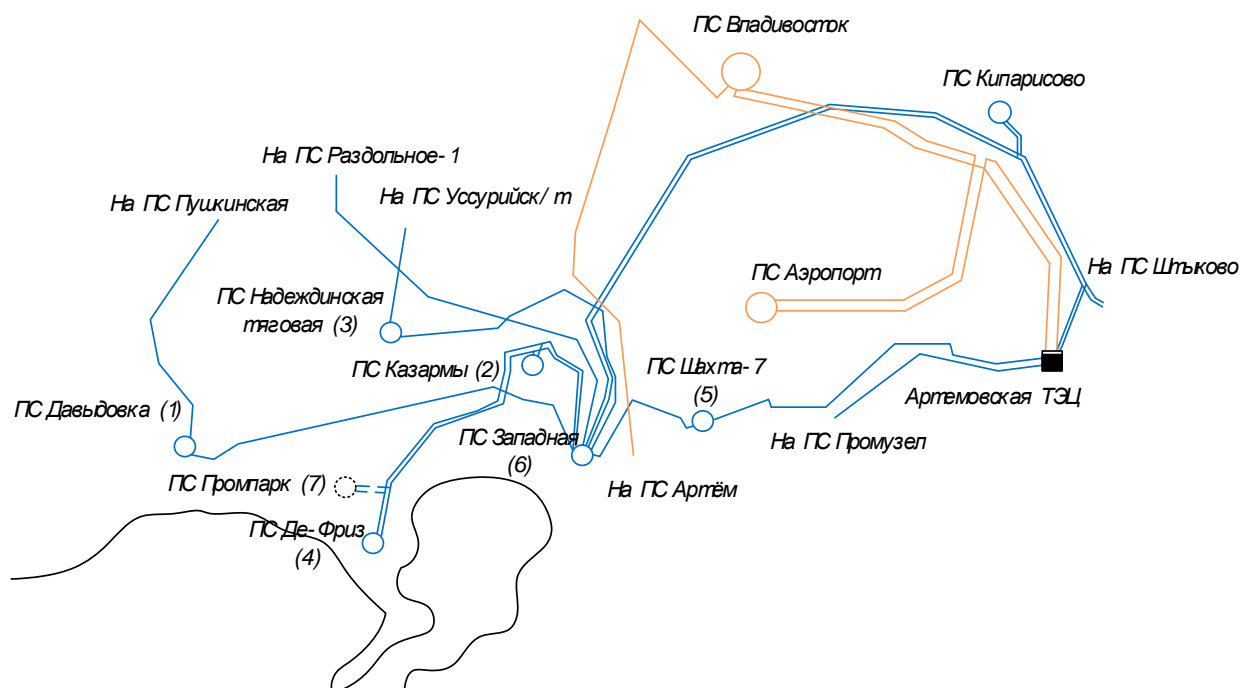 ПС Владивосток
ПС Кипарисово
На ПС Раздольное-1
На ПС Уссурийск/т
На ПС Пушкинская
На ПС Штыково
ПС Аэропорт
ПС Надеждинская
тяговая (3)
ПС Казармы (2)
ПС Шахта-7
(5)
Артемовская ТЭЦ
ПС Давыдовка (1)
ПС Западная
(6)
На ПС Промузел
ПС Промпарк (7)
На ПС Артём
ПС Де-Фриз
(4)